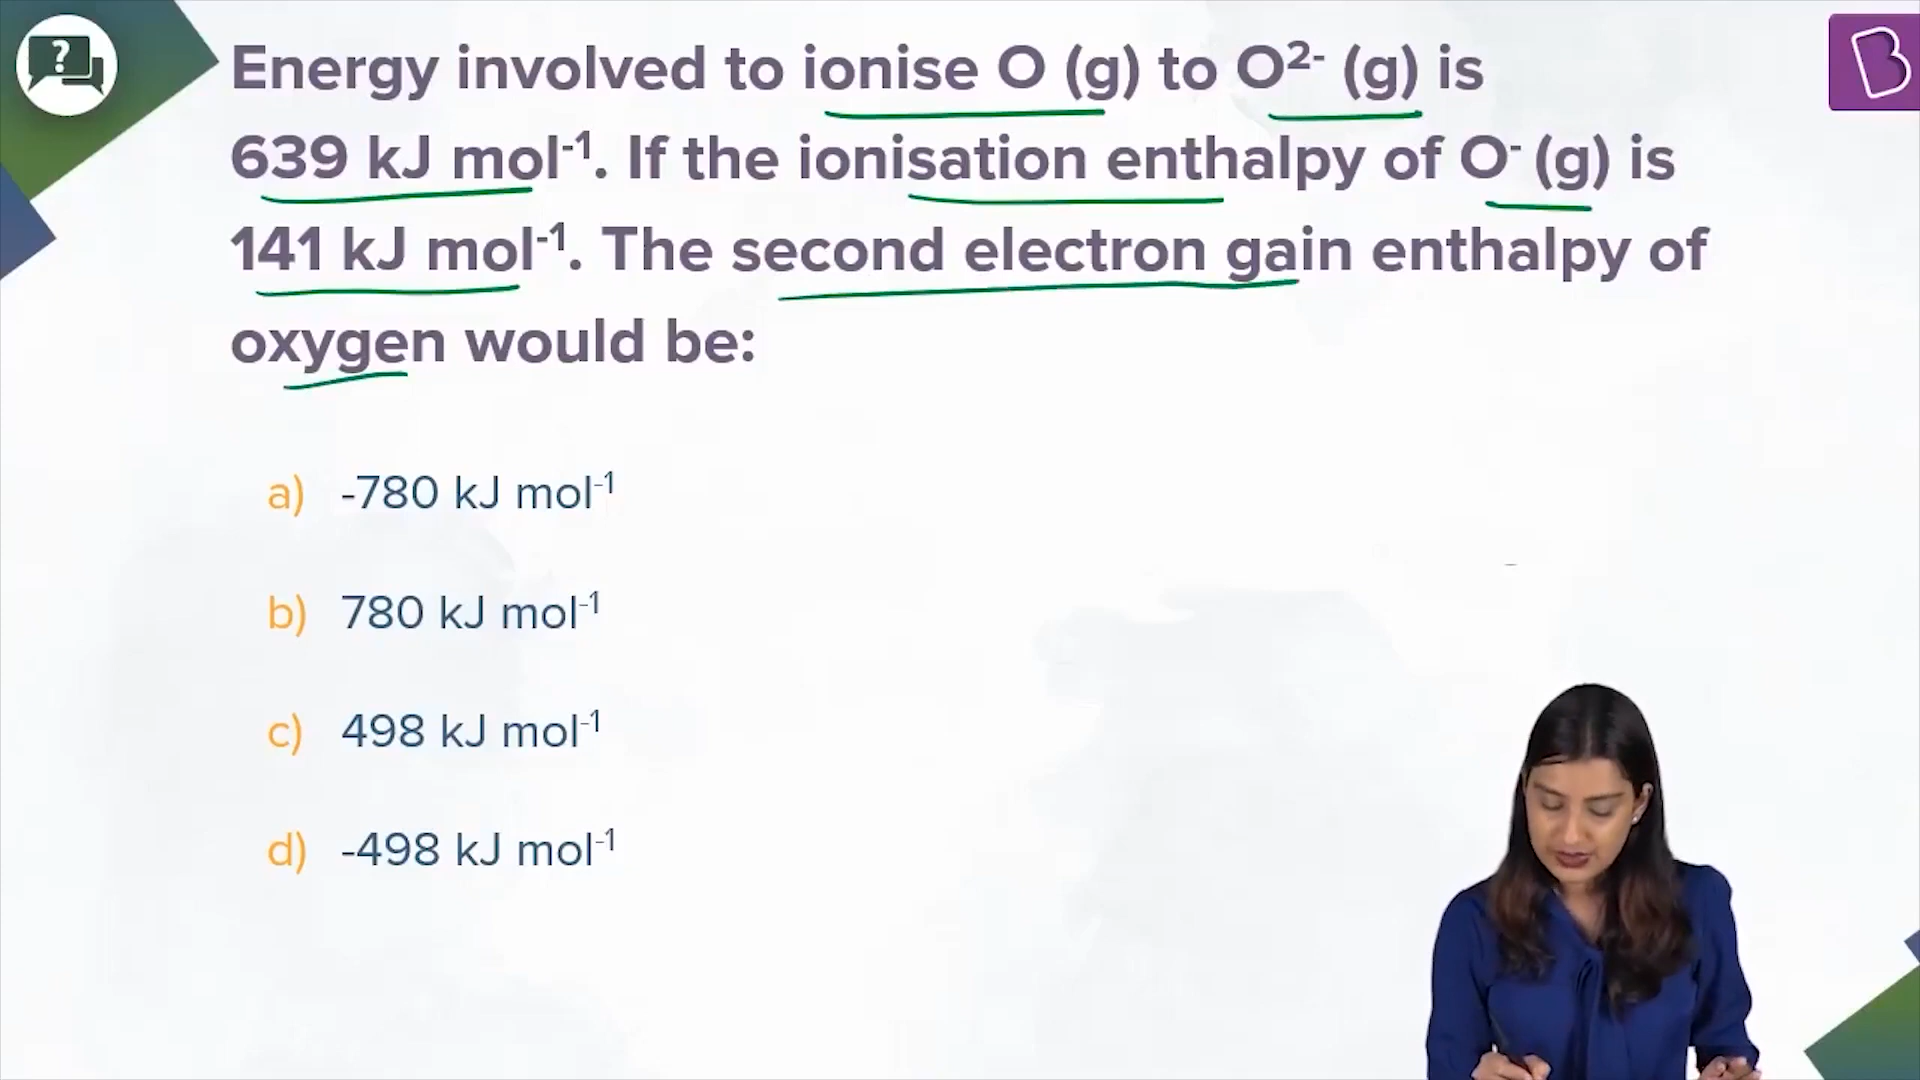 Energy involved to ionise O (g) to O²⁻ (g) is
639 kJ mol⁻¹. If the ionisation enthalpy of O⁻ (g) is
141 kJ mol⁻¹. The second electron gain enthalpy of
oxygen would be:
a) -780 kJ mol⁻¹
b) 780 kJ mol⁻¹
c) 498 kJ mol⁻¹
d) -498 kJ mol⁻¹
?
B